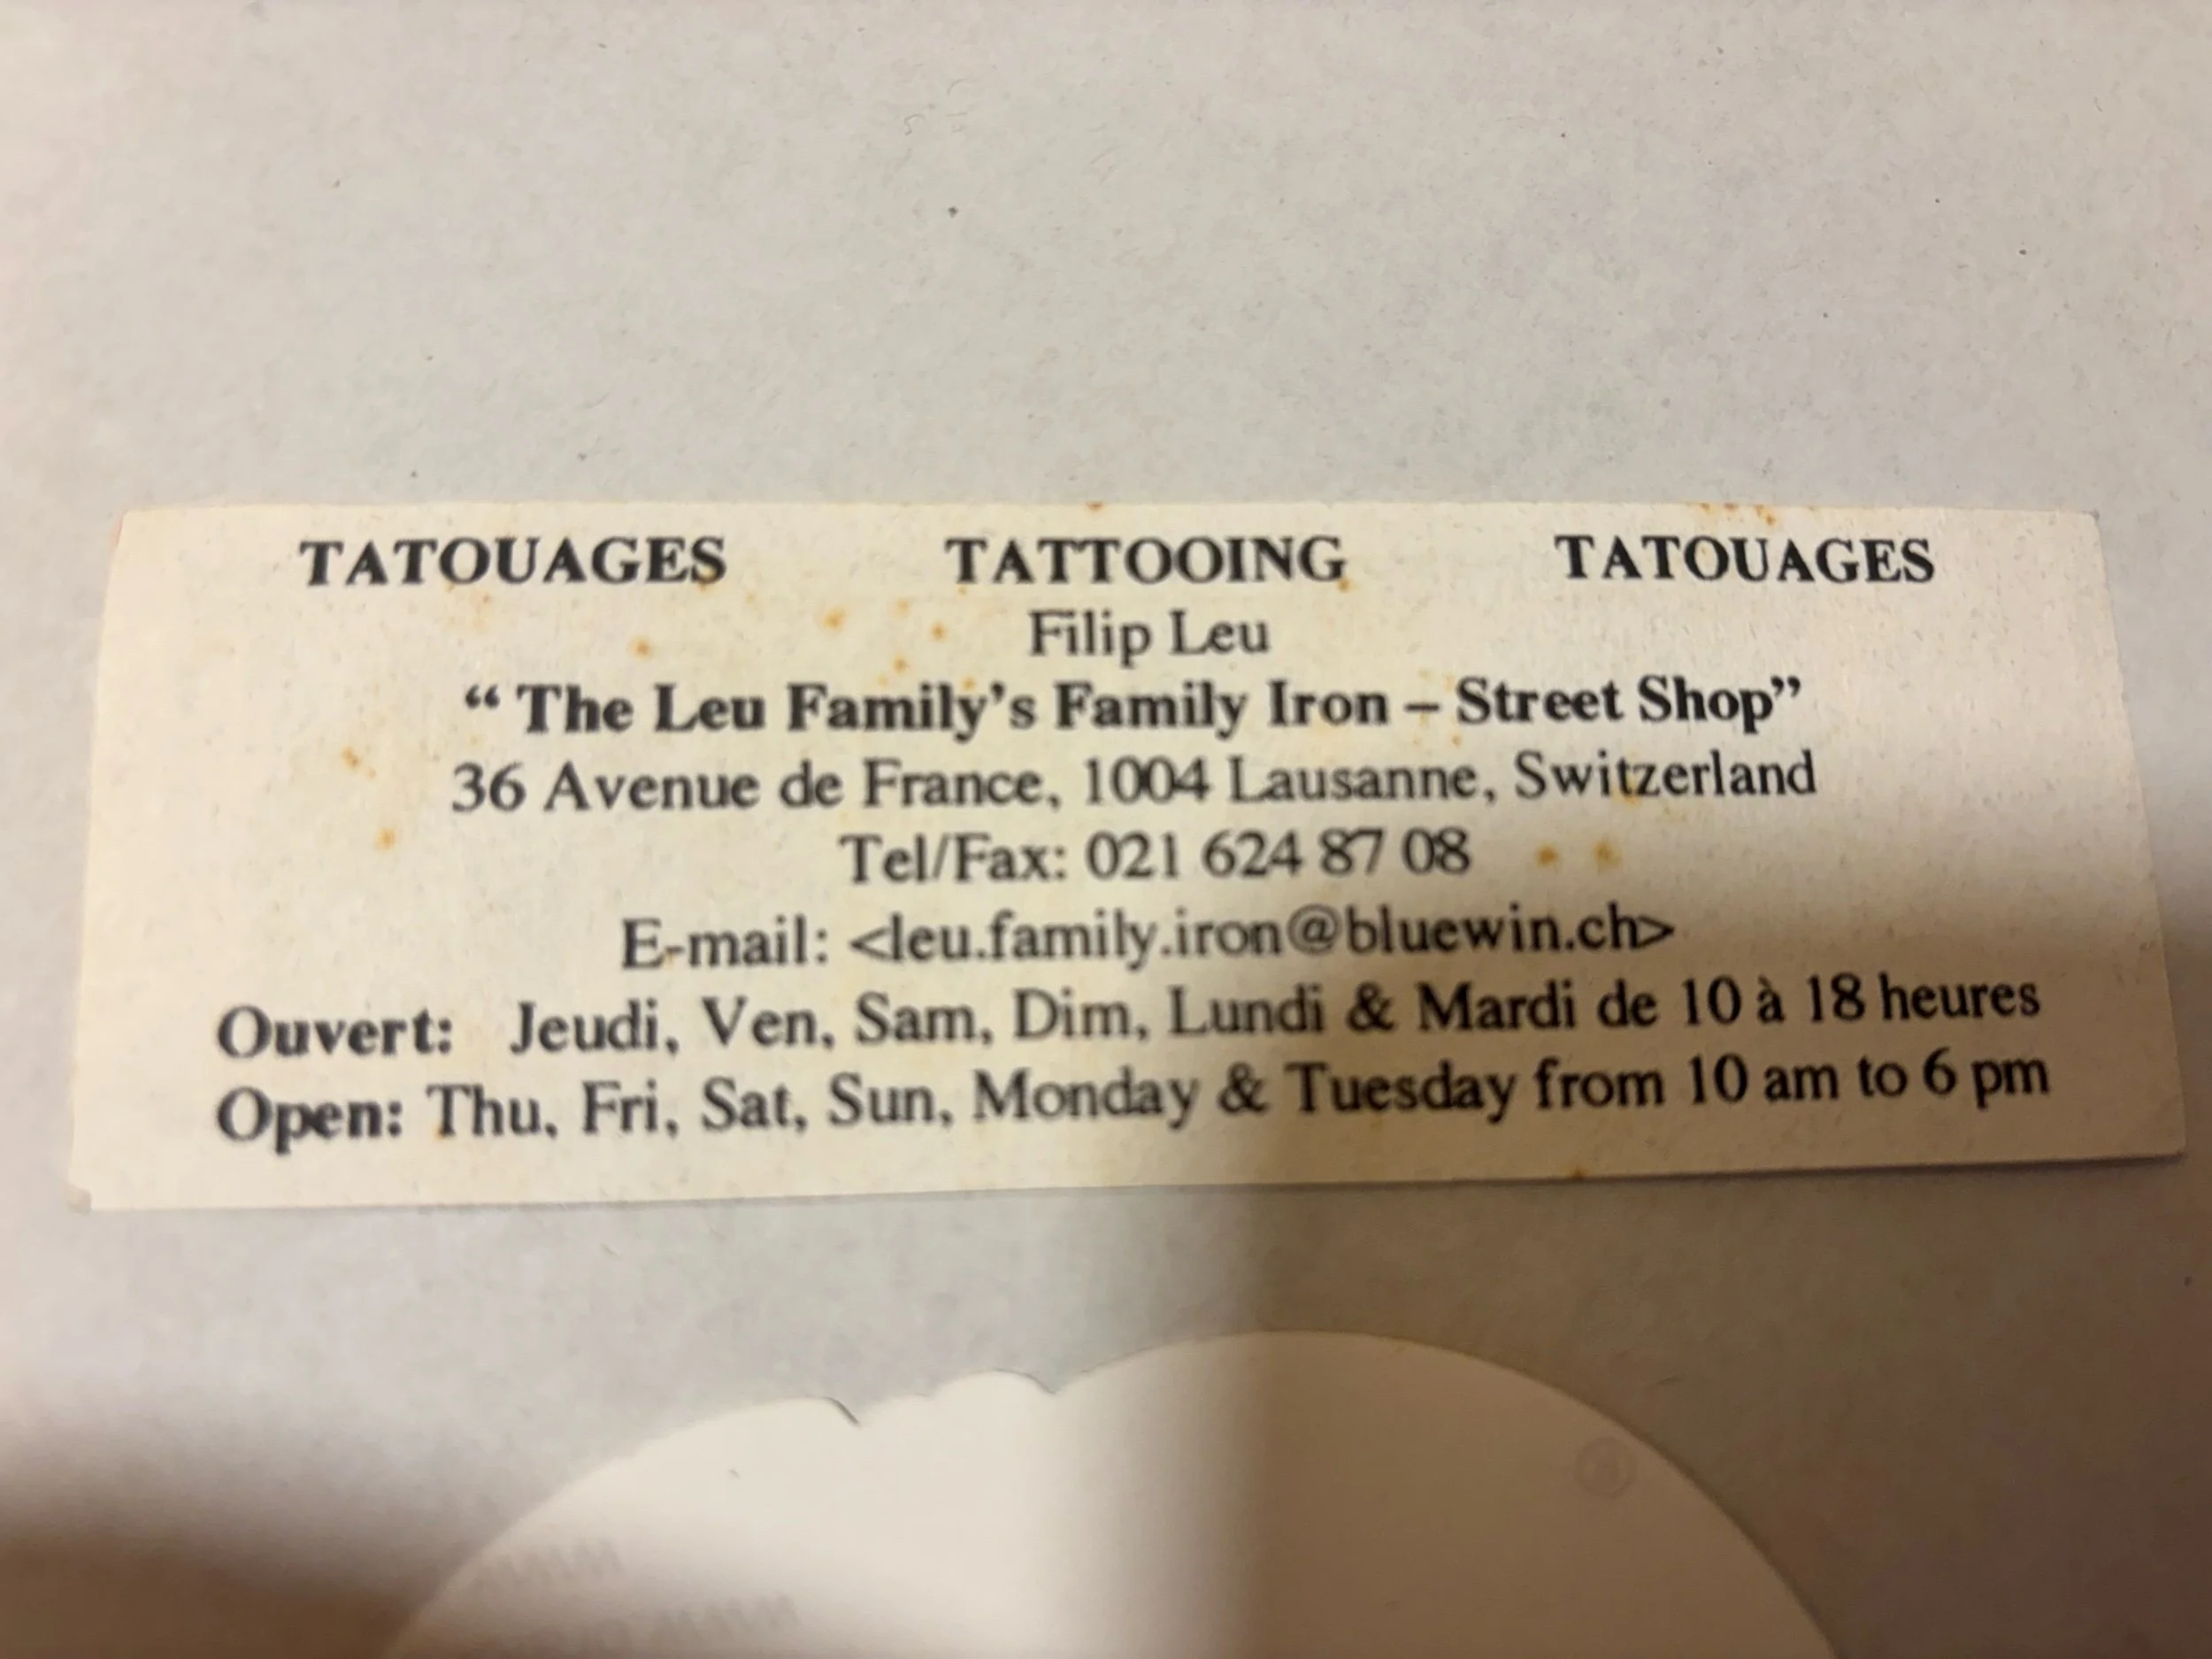 TATOUAGES TATTOOING TATOUAGES
Filip Leu
“ The Leu Family’s Family Iron – Street Shop”
36 Avenue de France, 1004 Lausanne, Switzerland
Tel/Fax: 021 624 87 08
E-mail: <leu.family.iron@bluewin.ch>
Ouvert: Jeudi, Ven, Sam, Dim, Lundi & Mardi de 10 à 18 heures
Open: Thu, Fri, Sat, Sun, Monday & Tuesday from 10 am to 6 pm